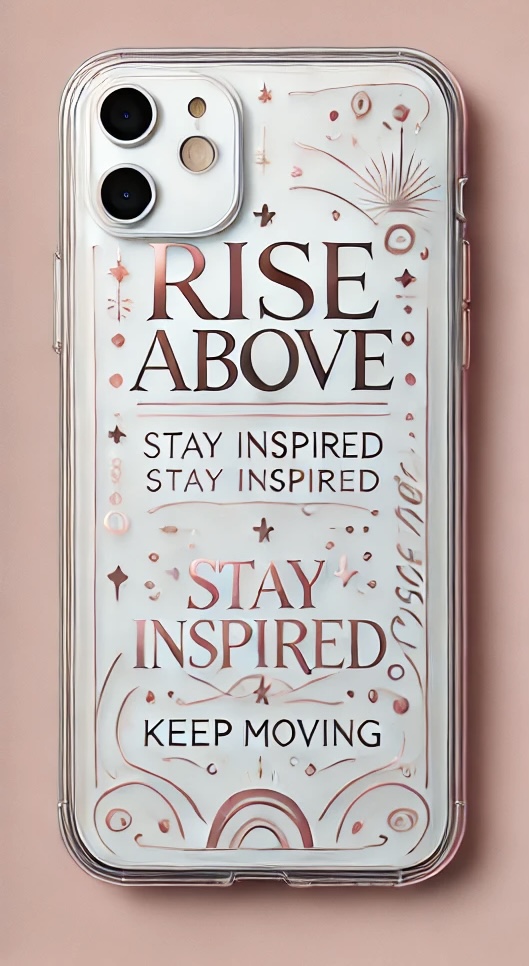 RISE
ABOVE
STAY INSPIRED
STAY INSPIRED
STAY
INSPIRED
KEEP MOVING